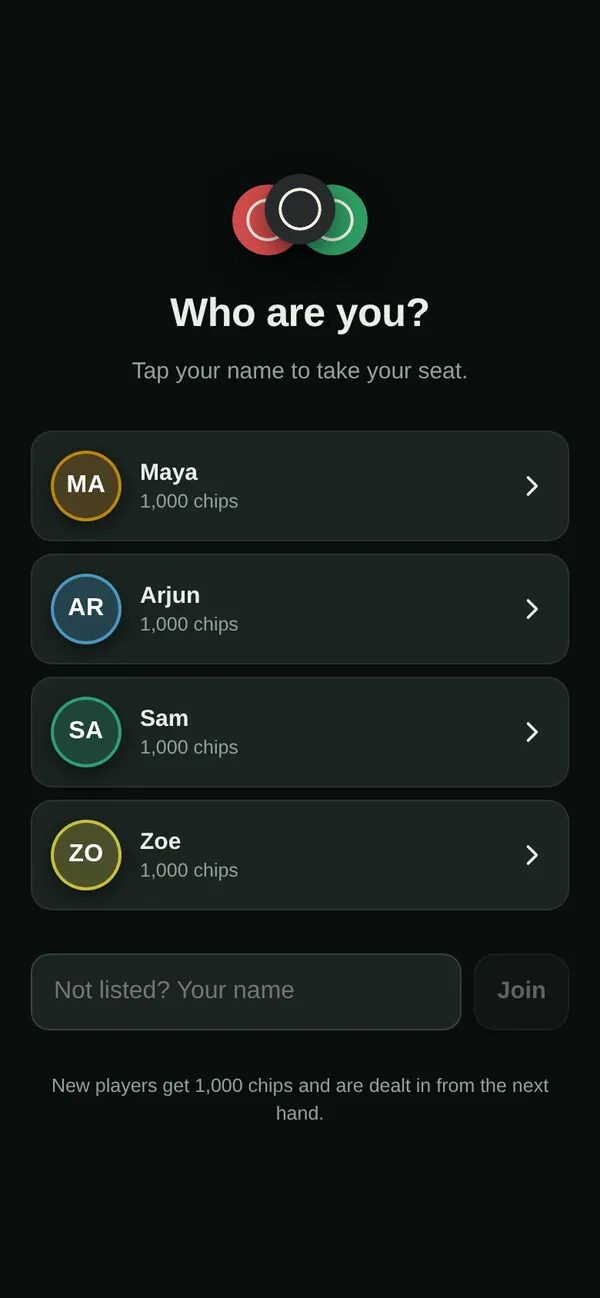 Who are you?
Tap your name to take your seat.
MA
Maya
1,000 chips
AR
Arjun
1,000 chips
SA
Sam
1,000 chips
ZO
Zoe
1,000 chips
Not listed? Your name
Join
New players get 1,000 chips and are dealt in from the next
hand.